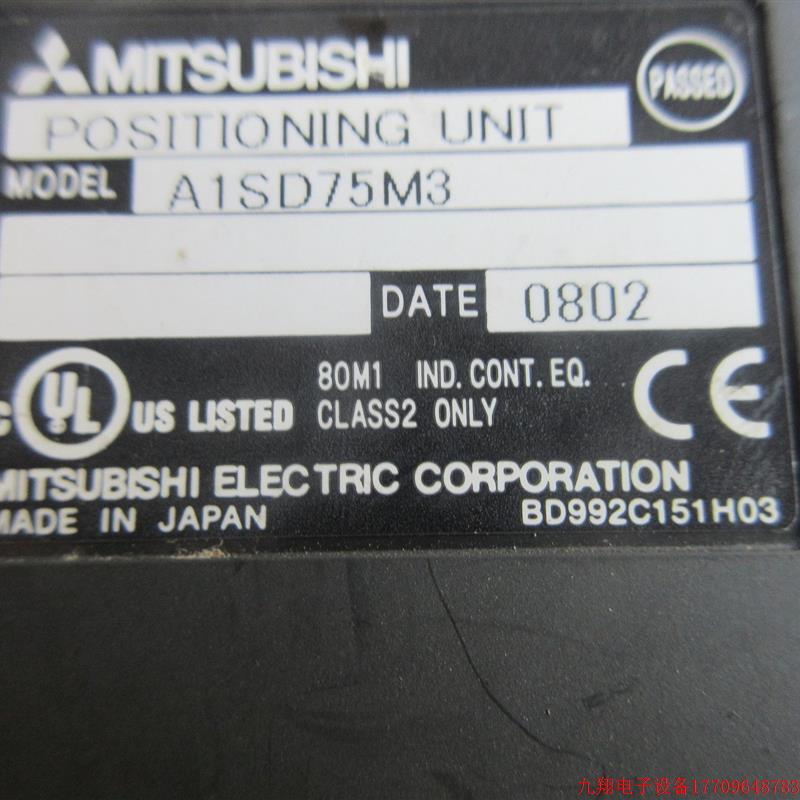 MITSUBISHI
PASSED
POSITIONING UNIT
MODEL A1SD75M3
DATE 0802
C UL US LISTED 80M1 IND. CONT. EQ.
CLASS2 ONLY
CE
MITSUBISHI ELECTRIC CORPORATION
MADE IN JAPAN BD992C151H03
九翔电子设备17709648783